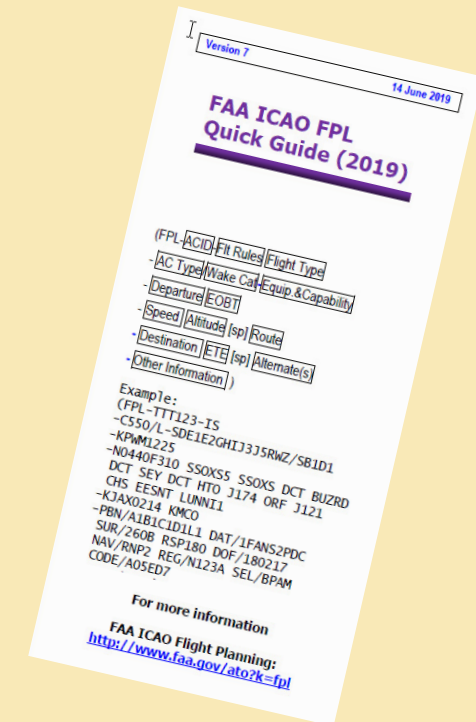 Version 7
14 June 2019
FAA ICAO FPL
Quick Guide (2019)
(FPL-ACID-Flt Rules Flight Type
- AC Type/Wake Cat-Equip.&Capability
- Departure EOBT
- Speed Altitude [sp] Route
- Destination ETE [sp] Alternate(s)
- Other Information )
Example:
(FPL-TTT123-IS
-C550/L-SDE1E2GHIJ3J5RWZ/SB1D1
-KPWM1225
-N0440F310 SSOXS5 SSOXS DCT BUZRD
DCT SEY DCT HTO J174 ORF J121
CHS EESNT LUNNI1
-KJAX0214 KMCO
-PBN/A1B1C1D1L1 DAT/1FANS2PDC
SUR/260B RSP180 DOF/180217
NAV/RNP2 REG/N123A SEL/BPAM
CODE/A05ED7
For more information
FAA ICAO Flight Planning:
http://www.faa.gov/ato?k=fpl